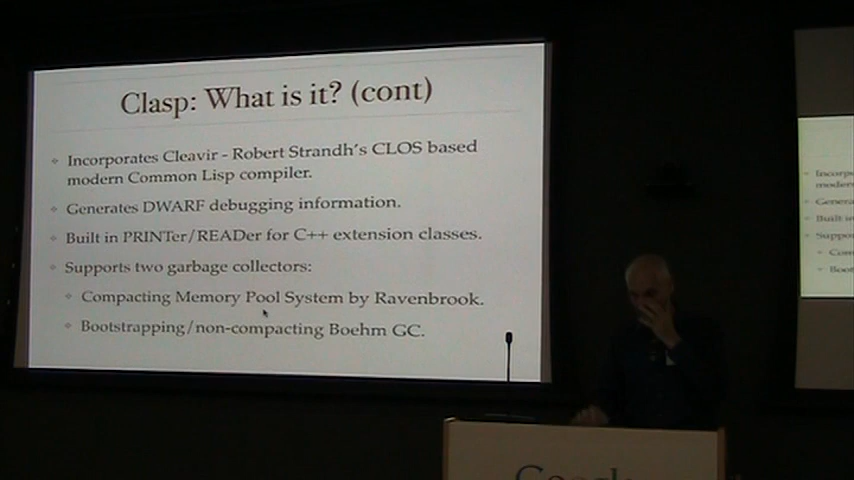 Clasp: What is it? (cont)
Incorporates Cleavir - Robert Strandh's CLOS based
modern Common Lisp compiler.
Generates DWARF debugging information.
Built in PRINTer/READer for C++ extension classes.
Supports two garbage collectors:
Compacting Memory Pool System by Ravenbrook.
Bootstrapping/non-compacting Boehm GC.